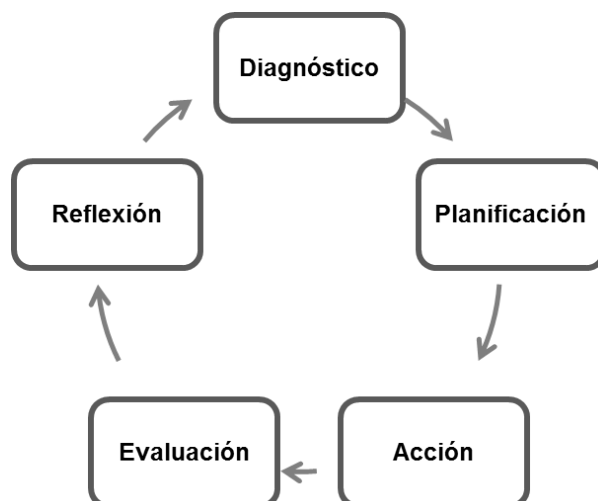 Diagnóstico
Reflexión
Planificación
Evaluación
Acción